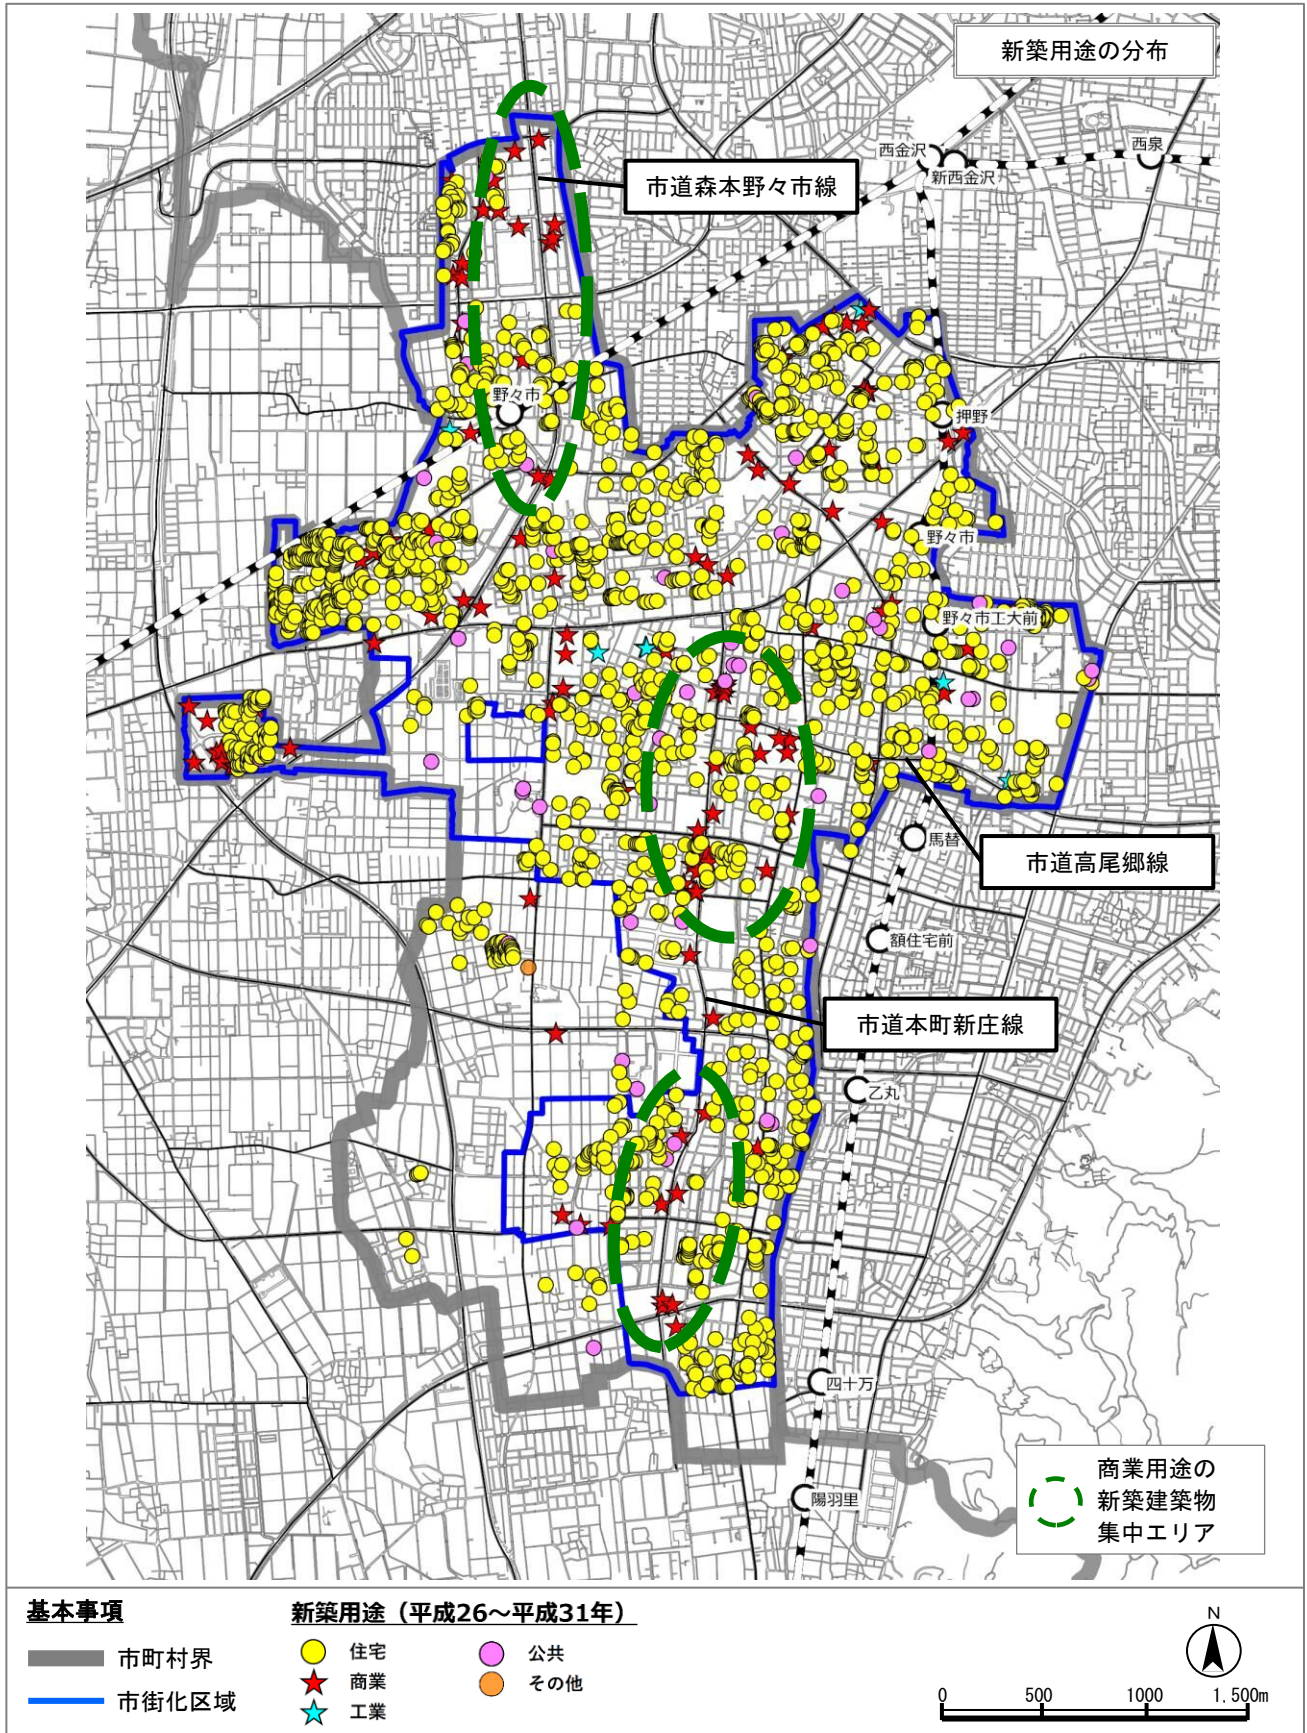 新築用途の分布
西金沢
西泉
新西金沢
市道森本野々市線
野々市
押野
野々市
野々市工大前
馬替
市道高尾郷線
額住宅前
市道本町新庄線
乙丸
四十万
陽羽里
商業用途の
新築建築物
集中エリア
基本事項
市町村界
市街化区域
新築用途（平成26～平成31年）
住宅
商業
工業
公共
その他
N
0 500 1000 1,500m